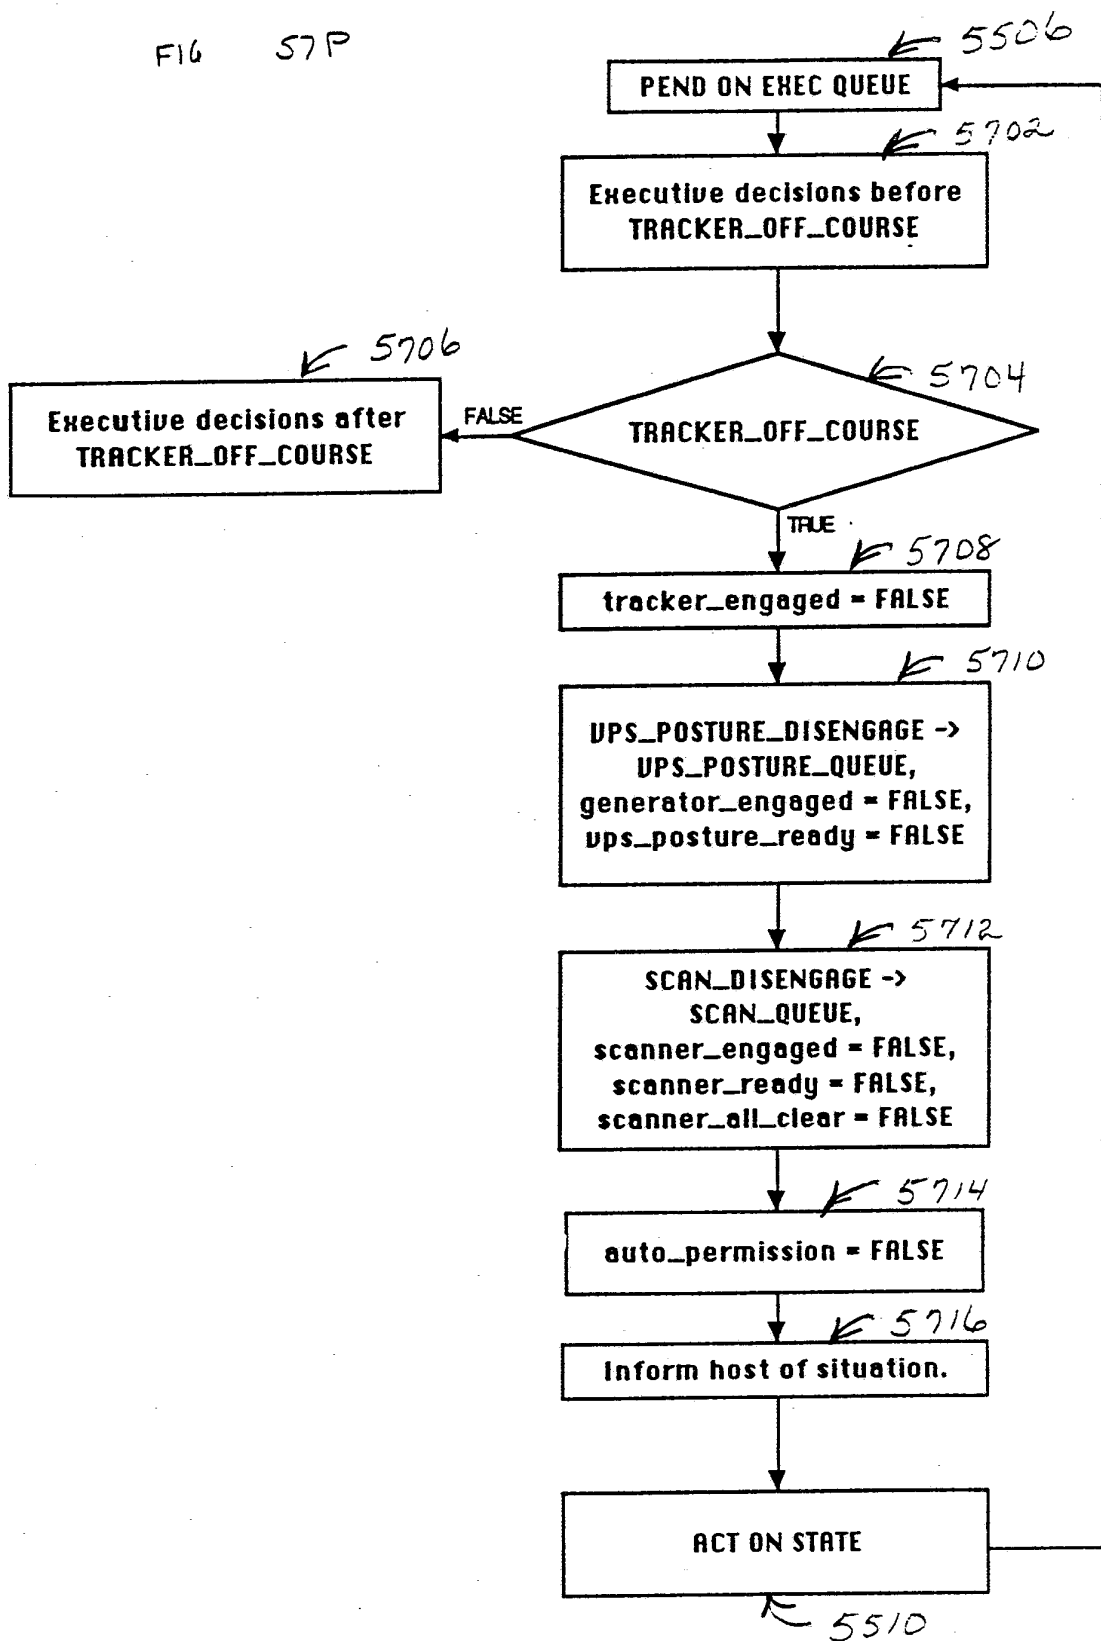 FIG 57P
5506
PEND ON EXEC QUEUE
5702
Executive decisions before
TRACKER_OFF_COURSE
5706
5704
Executive decisions after
TRACKER_OFF_COURSE
FALSE
TRACKER_OFF_COURSE
TRUE
5708
tracker_engaged = FALSE
5710
VPS_POSTURE_DISENGAGE ->
VPS_POSTURE_QUEUE,
generator_engaged = FALSE,
vps_posture_ready = FALSE
5712
SCAN_DISENGAGE ->
SCAN_QUEUE,
scanner_engaged = FALSE,
scanner_ready = FALSE,
scanner_all_clear = FALSE
5714
auto_permission = FALSE
5716
Inform host of situation.
ACT ON STATE
5510